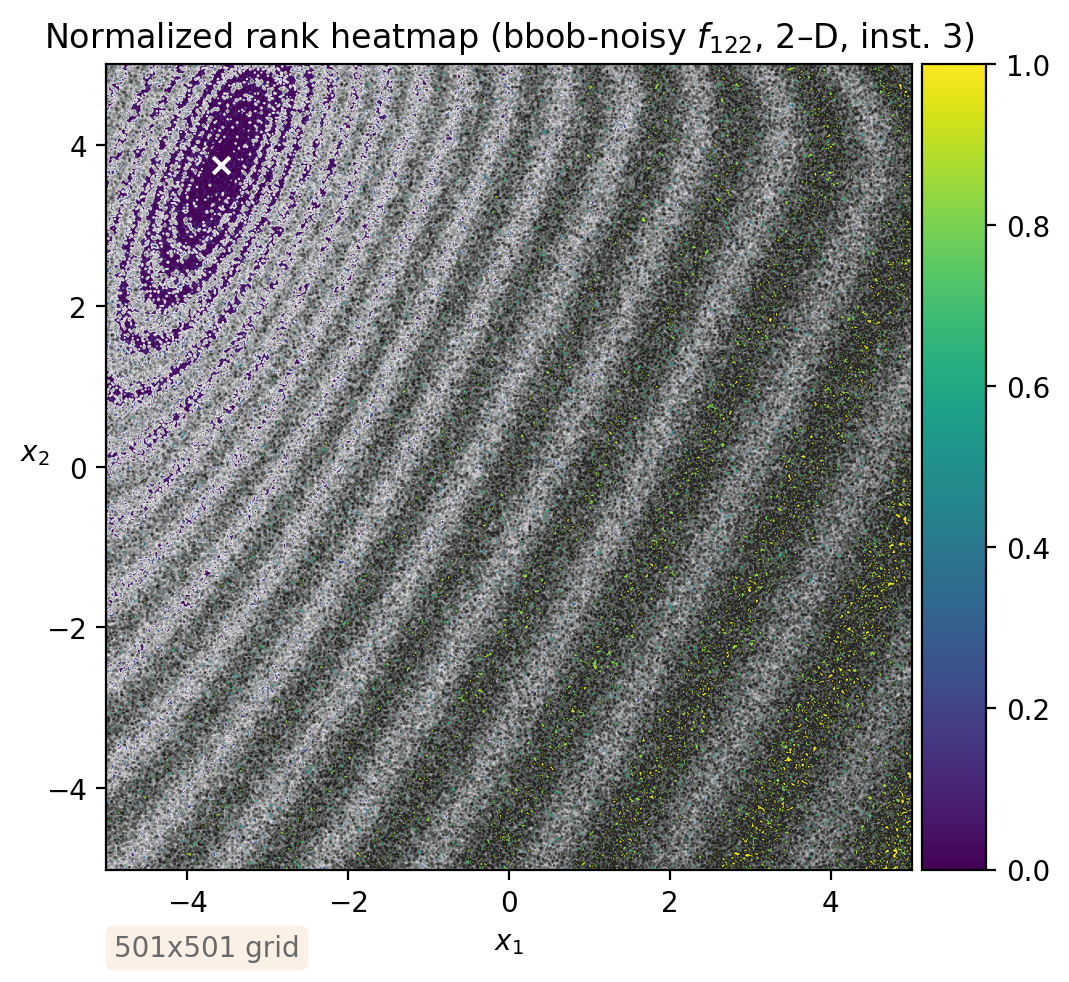 Normalized rank heatmap (bbob-noisy f₁₂₂, 2–D, inst. 3)
1.0
0.8
0.6
0.4
0.2
0.0
4
2
0
−2
−4
x₂
−4 −2 0 2 4
x₁
501x501 grid